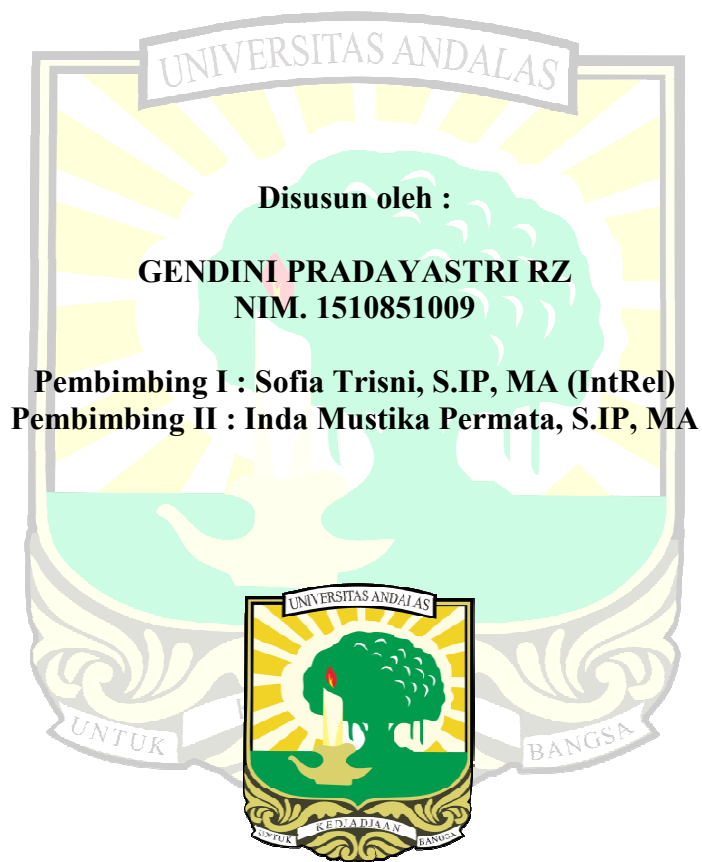 UNIVERSITAS ANDALAS
Disusun oleh :
GENDINI PRADAYASTRI RZ
NIM. 1510851009
Pembimbing I : Sofia Trisni, S.IP, MA (IntRel)
Pembimbing II : Inda Mustika Permata, S.IP, MA
UNIVERSITAS ANDALAS
UNTUK
BANGSA
UNTUK KEDJADJAAN BANGSA